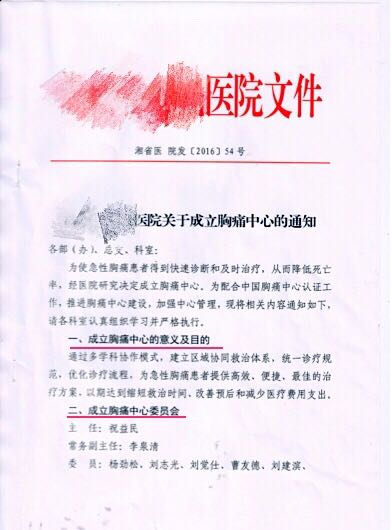 医院文件
湘省医 院发〔2016〕54号
医院关于成立胸痛中心的通知
各部（办）、总支、科室：
为使急性胸痛患者得到快速诊断和及时治疗，从而降低死亡
率，经医院研究决定成立胸痛中心。为配合中国胸痛中心认证工
作，推进胸痛中心建设，加强中心管理，现将相关内容通知如下，
请各科室认真组织学习并严格执行。
一、成立胸痛中心的意义及目的
通过多学科协作模式，建立区域协同救治体系，统一诊疗规
范，优化诊疗流程，为急性胸痛患者提供高效、便捷、最佳的治
疗方案，以期达到缩短救治时间、改善预后和减少医疗费用支出。
二、成立胸痛中心委员会
主 任：祝益民
常务副主任：李泉清
委 员：杨劲松、刘志光、刘觉仕、曹友德、刘建滨、